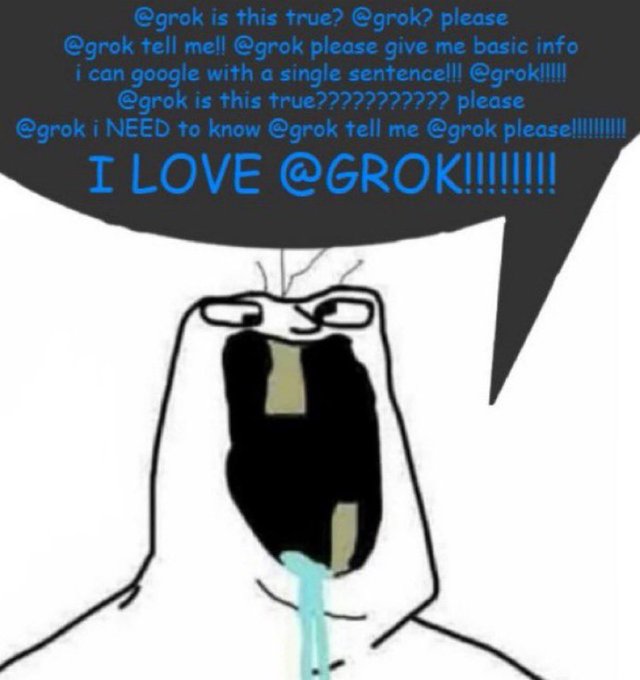 @grok is this true? @grok? please
@grok tell me!! @grok please give me basic info
i can google with a single sentence!!! @grok!!!!!
@grok is this true??????????? please
@grok i NEED to know @grok tell me @grok please!!!!!!!!!!
I LOVE @GROK!!!!!!!!